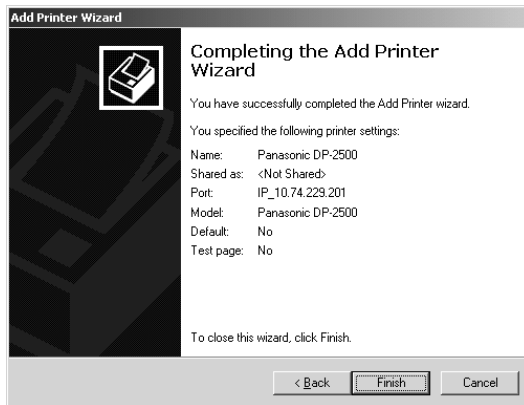 Add Printer Wizard
Completing the Add Printer
Wizard
You have successfully completed the Add Printer wizard.
You specified the following printer settings:
Name: Panasonic DP-2500
Shared as: <Not Shared>
Port: IP_10.74.229.201
Model: Panasonic DP-2500
Default: No
Test page: No
To close this wizard, click Finish.
< Back Finish Cancel